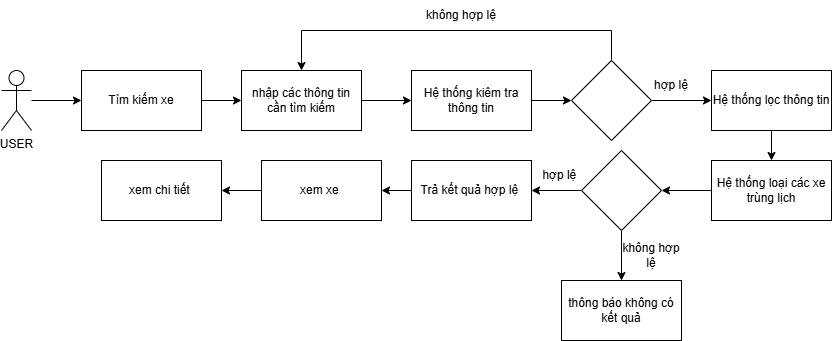 không hợp lệ
USER
Tìm kiếm xe
nhập các thông tin
cần tìm kiếm
Hệ thống kiêm tra
thông tin
hợp lệ
Hệ thống lọc thông tin
Hệ thống loại các xe
trùng lịch
hợp lệ
Trả kết quả hợp lệ
xem xe
xem chi tiết
không hợp
lệ
thông báo không có
kết quả